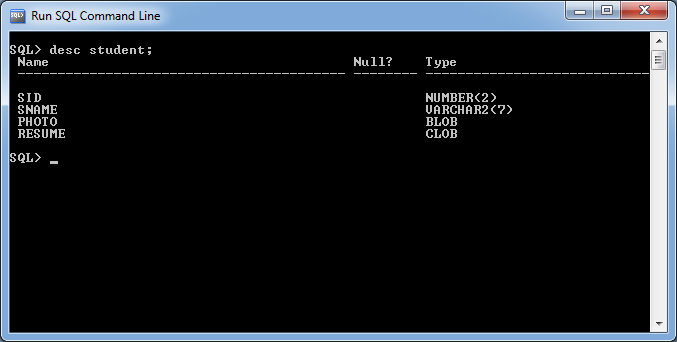 Run SQL Command Line
SQL> desc student;
Name Null? Type
----------------------------------------- -------- ----------------------------
SID NUMBER(2)
SNAME VARCHAR2(7)
PHOTO BLOB
RESUME CLOB
SQL> _